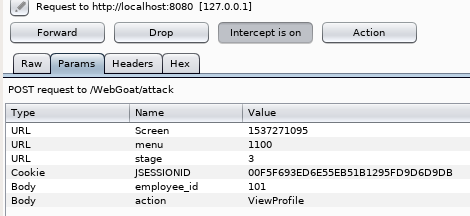 Request to http://localhost:8080 [127.0.0.1]
Forward Drop Intercept is on Action
Raw Params Headers Hex
POST request to /WebGoat/attack
Type Name Value
URL Screen 1537271095
URL menu 1100
URL stage 3
Cookie JSESSIONID 00F5F693ED6E55EB51B1295FD9D6D9DB
Body employee_id 101
Body action ViewProfile